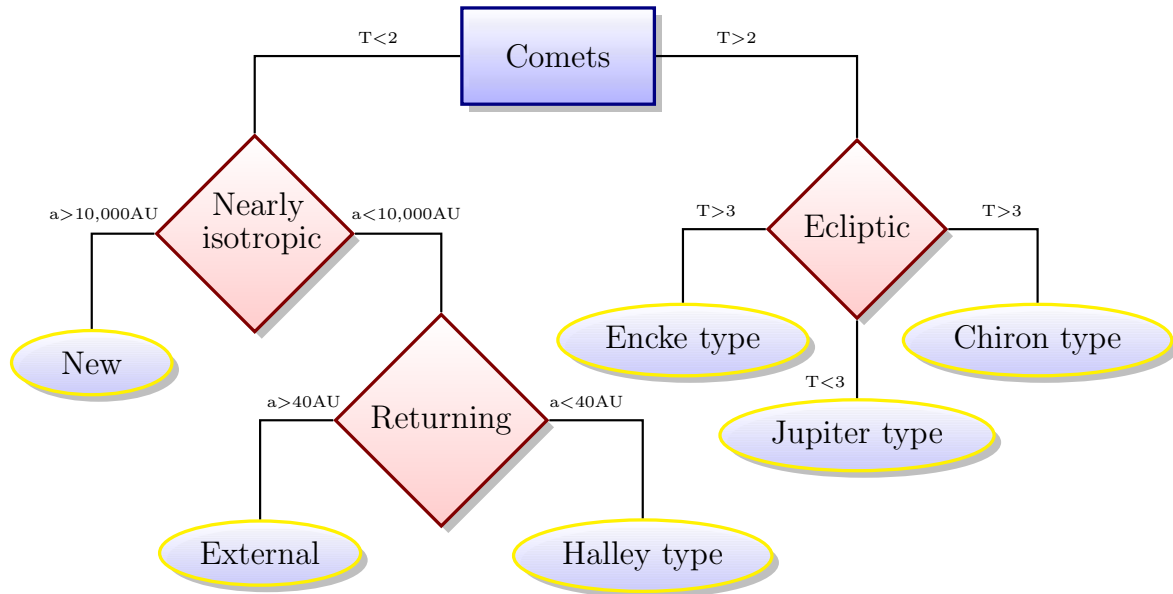 T<2
Comets
T>2
Nearly
isotropic
a>10,000AU
a<10,000AU
T>3
Ecliptic
T>3
New
Encke type
Chiron type
T<3
Jupiter type
a>40AU
Returning
a<40AU
External
Halley type